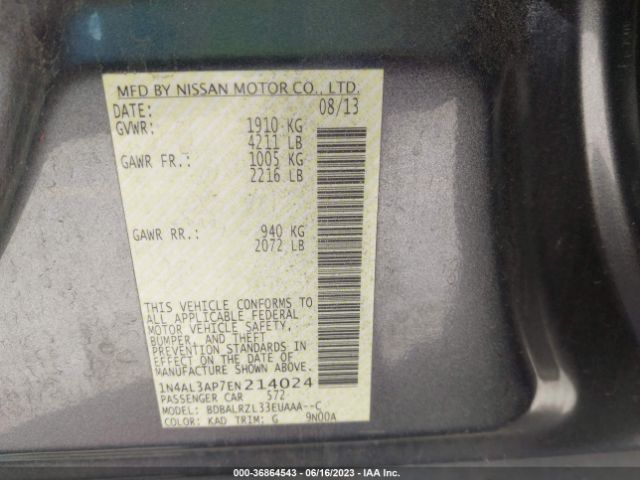 MFD BY NISSAN MOTOR CO., LTD.
DATE: 08/13
GVWR: 1910 KG
4211 LB
GAWR FR.: 1005 KG
2216 LB
GAWR RR.: 940 KG
2072 LB
THIS VEHICLE CONFORMS TO
ALL APPLICABLE FEDERAL
MOTOR VEHICLE SAFETY,
BUMPER, AND THEFT
PREVENTION STANDARDS IN
EFFECT ON THE DATE OF
MANUFACTURE SHOWN ABOVE.
1N4AL3AP7EN214024
PASSENGER CAR 572
MODEL: BDBALRZL33EUAAA--C
COLOR: KAD TRIM: G 9N00A
000-36864543 - 06/16/2023 - IAA Inc.